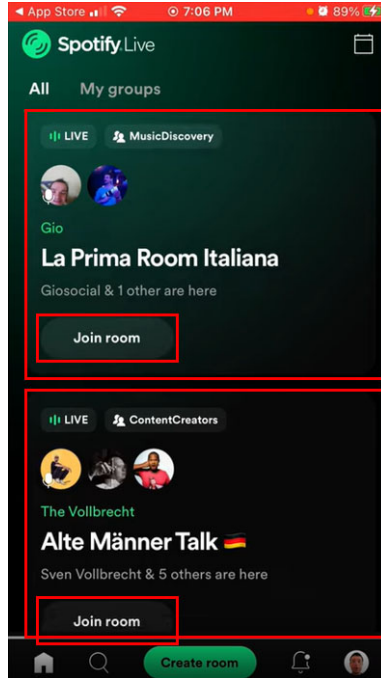 App Store 7:06 PM 89%
Spotify Live
All My groups
LIVE MusicDiscovery
Gio
La Prima Room Italiana
Giosocial & 1 other are here
Join room
LIVE ContentCreators
The Vollbrecht
Alte Männer Talk 🇩🇪
Sven Vollbrecht & 5 others are here
Join room
Create room